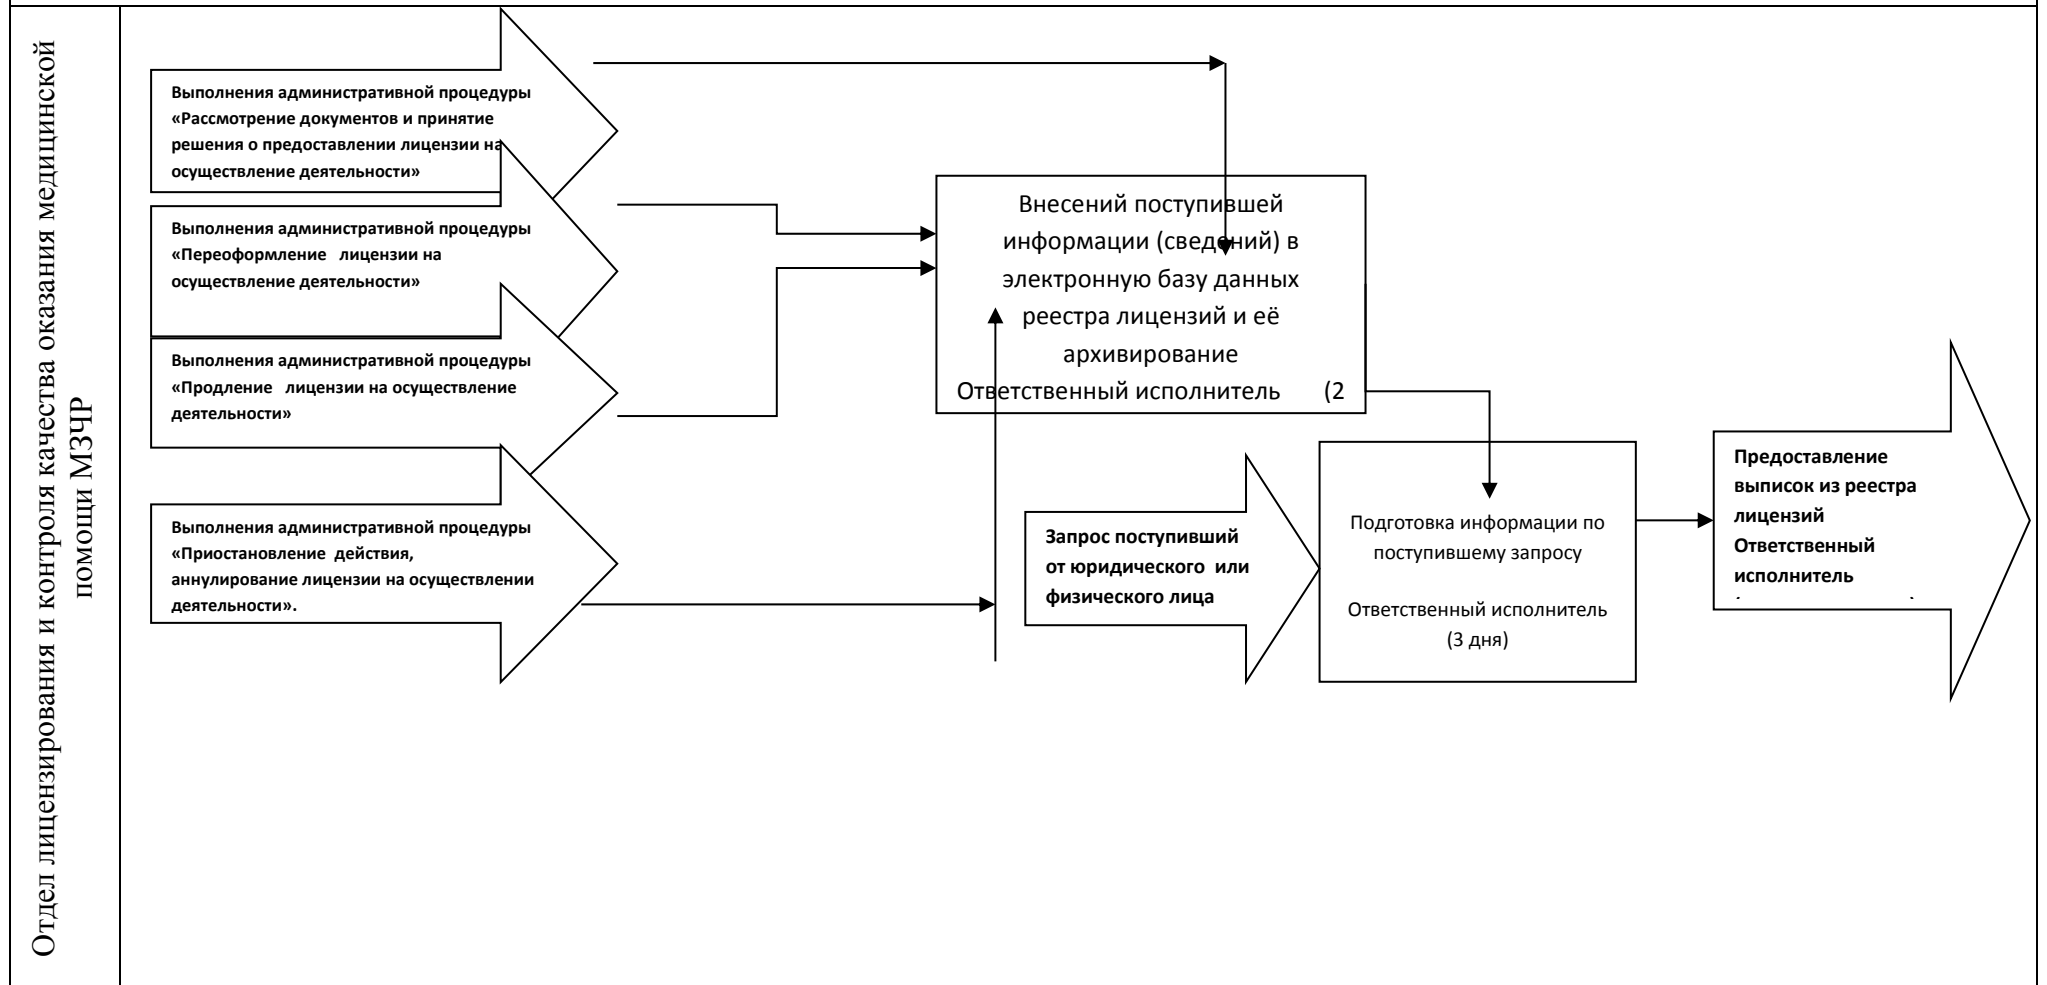 Отдел лицензирования и контроля качества оказания медицинской
помощи МЗЧР
Выполнения административной процедуры
«Рассмотрение документов и принятие
решения о предоставлении лицензии на
осуществление деятельности»
Выполнения административной процедуры
«Переоформление лицензии на
осуществление деятельности»
Выполнения административной процедуры
«Продление лицензии на осуществление
деятельности»
Выполнения административной процедуры
«Приостановление действия,
аннулирование лицензии на осуществлении
деятельности».
Внесений поступившей
информации (сведений) в
электронную базу данных
реестра лицензий и её
архивирование
Ответственный исполнитель (2
Запрос поступивший
от юридического или
физического лица
Подготовка информации по
поступившему запросу
Ответственный исполнитель
(3 дня)
Предоставление
выписок из реестра
лицензий
Ответственный
исполнитель